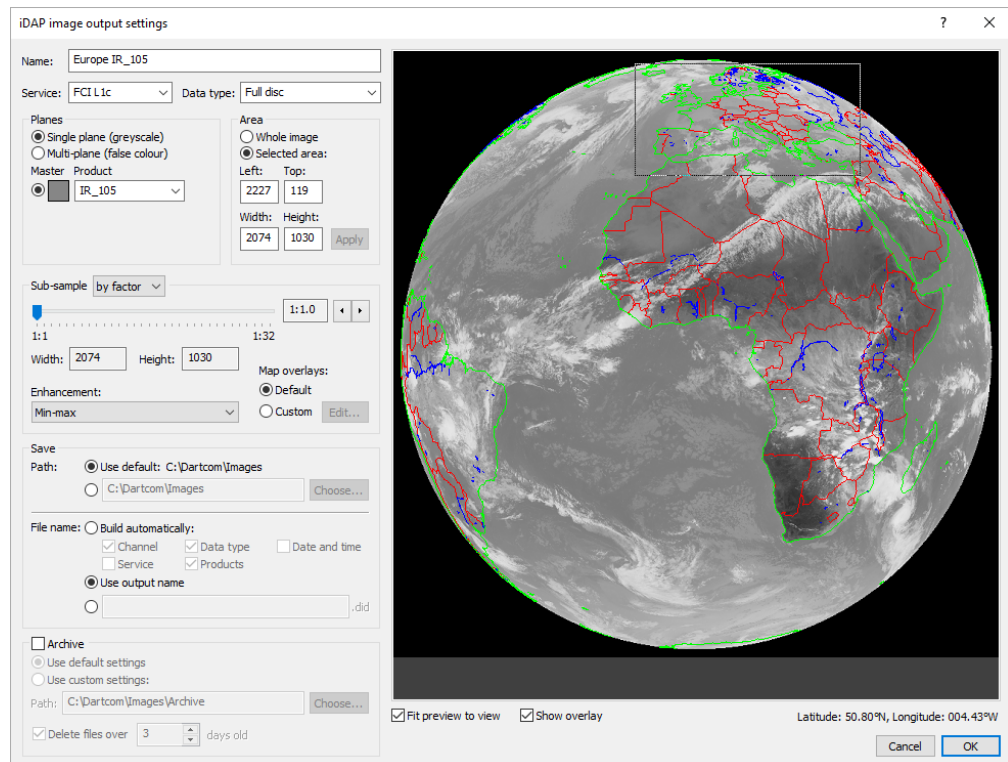 iDAP image output settings
Name: Europe IR_105
Service: FCI L1c Data type: Full disc
Planes
Single plane (greyscale)
Multi-plane (false colour)
Master Product
IR_105
Area
Whole image
Selected area:
Left: Top:
2227 119
Width: Height:
2074 1030 Apply
Sub-sample by factor
1:1.0
1:1 1:32
Width: 2074 Height: 1030
Enhancement:
Min-max
Map overlays:
Default
Custom Edit...
Save
Path: Use default: C:\Dartcom\Images
C:\Dartcom\Images Choose...
File name: Build automatically:
Channel Data type Date and time
Service Products
Use output name
.did
Archive
Use default settings
Use custom settings:
Path: C:\Dartcom\Images\Archive Choose...
Delete files over 3 days old
Fit preview to view Show overlay Latitude: 50.80°N, Longitude: 004.43°W
Cancel OK